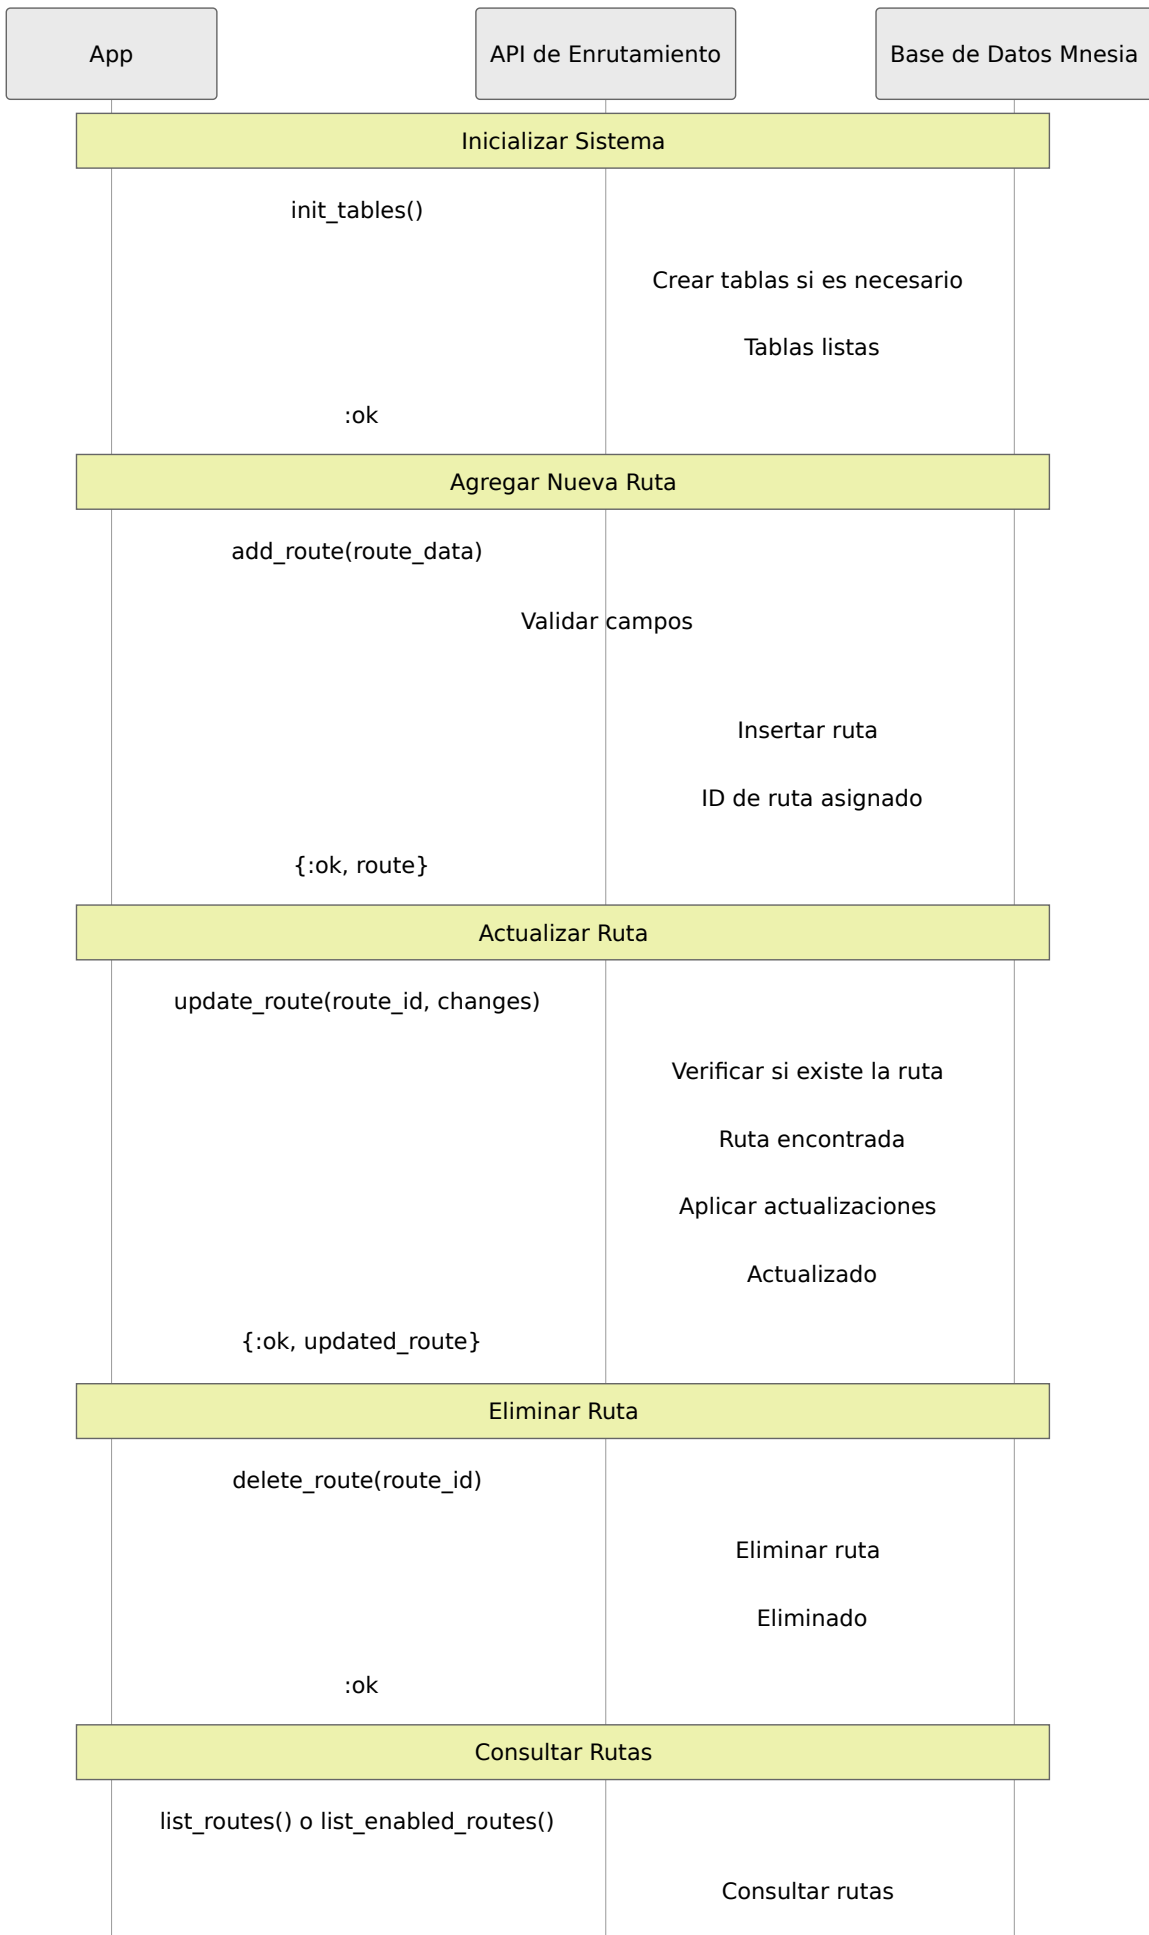 App
API de Enrutamiento
Base de Datos Mnesia
Inicializar Sistema
init_tables()
Crear tablas si es necesario
Tablas listas
:ok
Agregar Nueva Ruta
add_route(route_data)
Validar campos
Insertar ruta
ID de ruta asignado
{:ok, route}
Actualizar Ruta
update_route(route_id, changes)
Verificar si existe la ruta
Ruta encontrada
Aplicar actualizaciones
Actualizado
{:ok, updated_route}
Eliminar Ruta
delete_route(route_id)
Eliminar ruta
Eliminado
:ok
Consultar Rutas
list_routes() o list_enabled_routes()
Consultar rutas